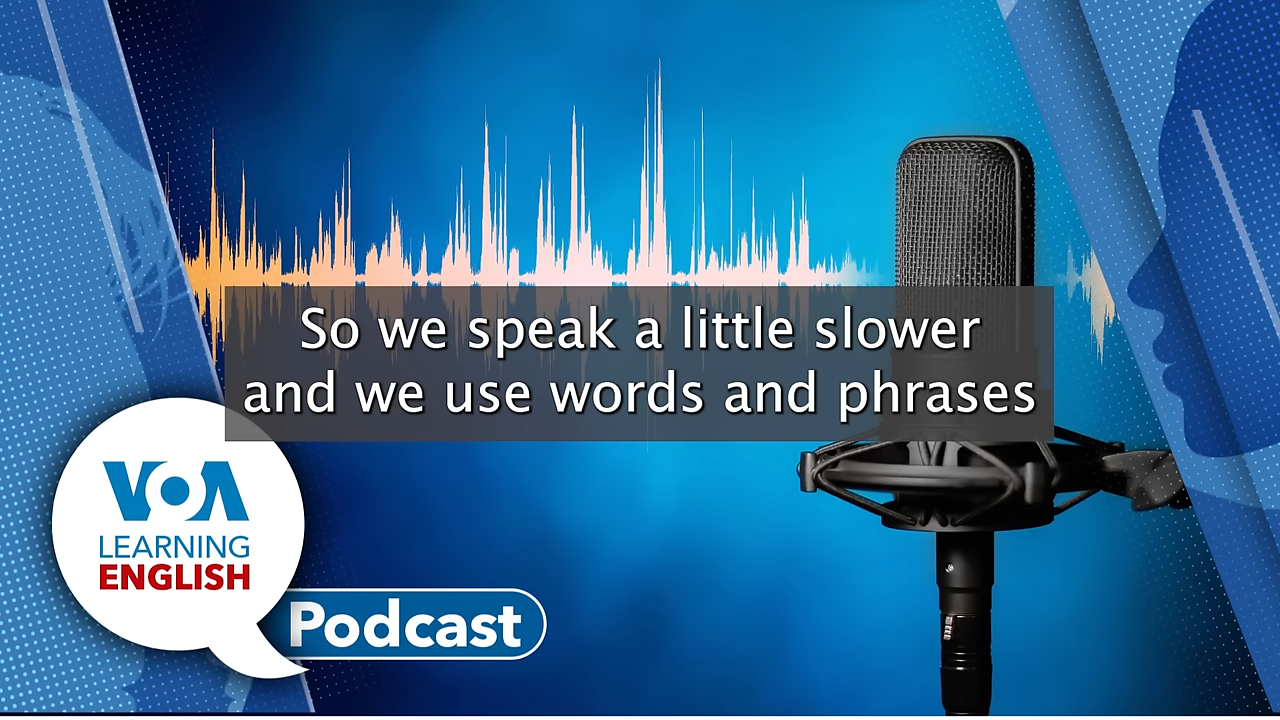 So we speak a little slower
and we use words and phrases
VOA
LEARNING
ENGLISH
Podcast